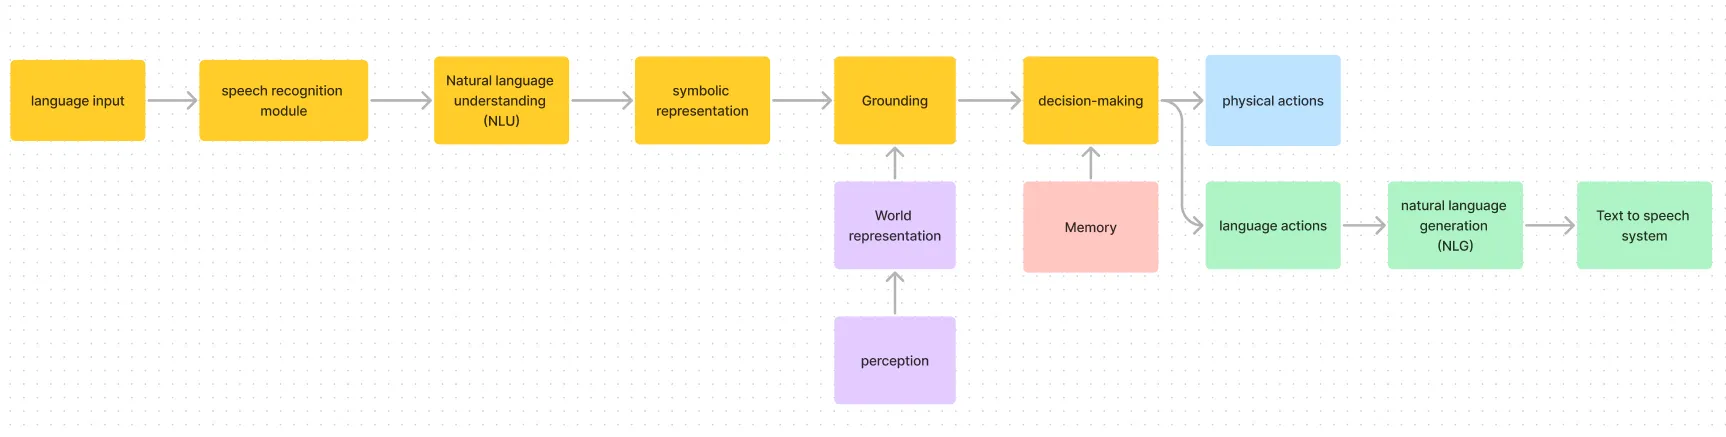 language input
speech recognition
module
Natural language
understanding
(NLU)
symbolic
representation
Grounding
decision-making
physical actions
World
representation
Memory
language actions
natural language
generation
(NLG)
Text to speech
system
perception